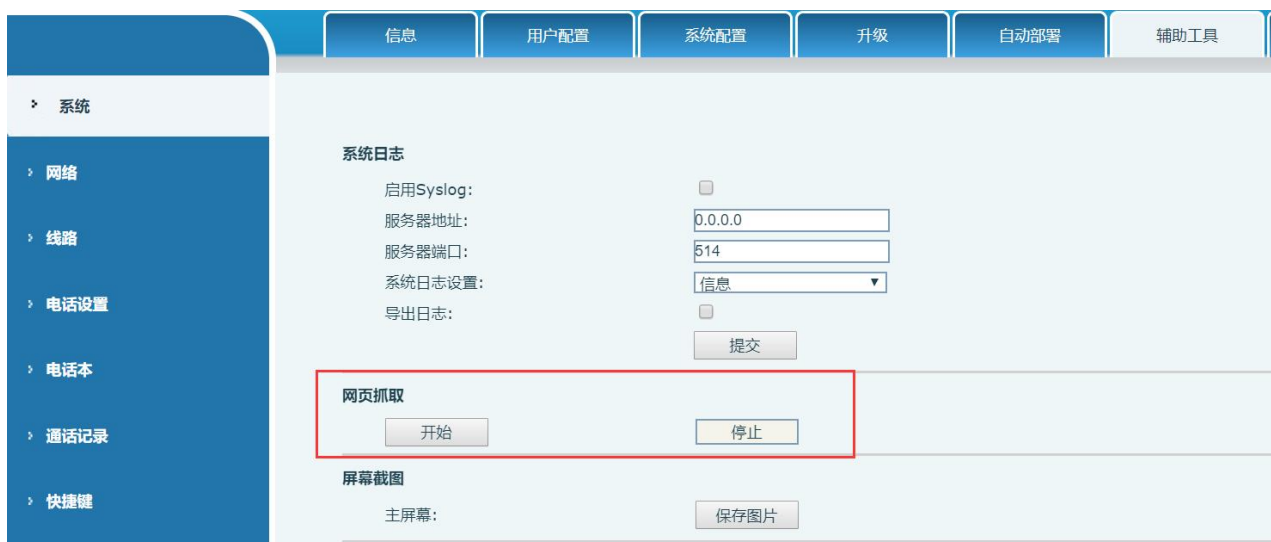 信息 用户配置 系统配置 升级 自动部署 辅助工具
系统
网络
线路
电话设置
电话本
通话记录
快捷键
系统日志
启用Syslog:
服务器地址: 0.0.0.0
服务器端口: 514
系统日志设置: 信息
导出日志:
提交
网页抓取
开始 停止
屏幕截图
主屏幕: 保存图片